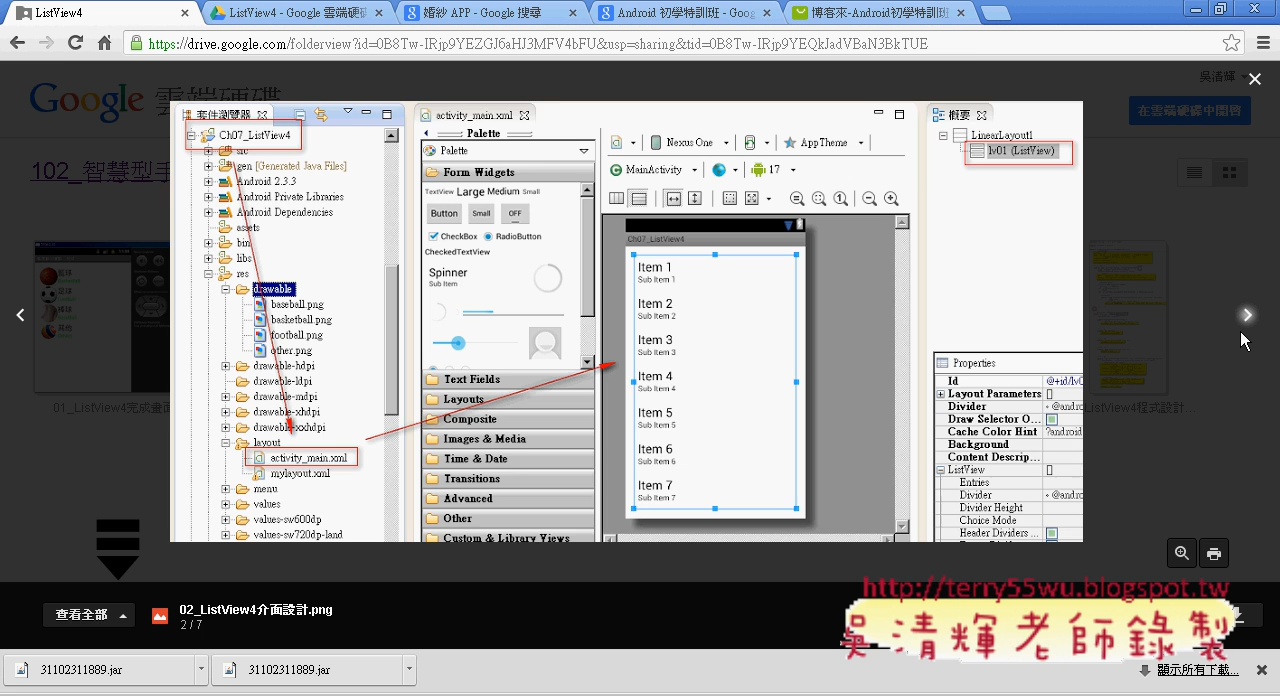 ListView4
ListView4 - Google 雲端硬碟
婚紗 APP - Google 搜尋
Android 初學特訓班 - Goog
博客來-Android初學特訓班
https://drive.google.com/folderview?id=0B8Tw-IRjp9YE2GJ6aHJ3MFV4bFU&usp=sharing&tid=0B8Tw-IRjp9YEQkJadVBaN3BkTUE
Google 雲端硬碟
吳清輝
在雲端硬碟中開啟
102_智慧型手
套件瀏覽器
Ch07_ListView4
src
gen [Generated Java Files]
Android 2.3.3
Android Private Libraries
Android Dependencies
assets
bin
libs
res
drawable
baseball.png
basketball.png
football.png
other.png
drawable-hdpi
drawable-ldpi
drawable-mdpi
drawable-xhdpi
drawable-xxhdpi
layout
activity_main.xml
mylayout.xml
menu
values
values-sw600dp
values-sw720dp-land
activity_main.xml
Palette
Palette
Form Widgets
TextView Large Medium Small
Button Small OFF
CheckBox RadioButton
CheckedTextView
Spinner
Sub Item
Text Fields
Layouts
Composite
Images & Media
Time & Date
Transitions
Advanced
Other
Custom & Library Views
Nexus One
AppTheme
MainActivity
17
Ch07_ListView4
Item 1
Sub Item 1
Item 2
Sub Item 2
Item 3
Sub Item 3
Item 4
Sub Item 4
Item 5
Sub Item 5
Item 6
Sub Item 6
Item 7
Sub Item 7
概要
LinearLayout1
lv01 (ListView)
Properties
Id @+id/lv0
Layout Parameters []
Divider @andro
Draw Selector O...
Cache Color Hint ?android
Background
Content Descrip...
ListView []
Entries
Divider @andro
Divider Height
Choice Mode
Header Dividers ...
籃球
足球
棒球
其他
01_ListView4完成畫面
ListView4程式設計...
查看全部
02_ListView4介面設計.png
2 / 7
http://terry55wu.blogspot.tw
吳清輝老師錄製
31102311889.jar
31102311889.jar
顯示所有下載...